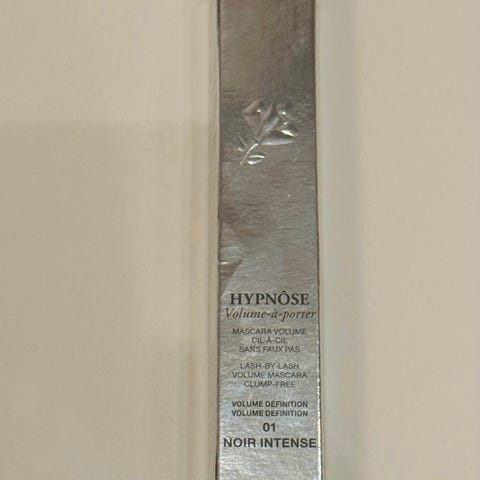 HYPNÔSE
Volume-à-porter
MASCARA VOLUME
CIL-À-CIL
SANS FAUX PAS
LASH-BY-LASH
VOLUME MASCARA
CLUMP-FREE
VOLUME DÉFINITION
VOLUME DEFINITION
01
NOIR INTENSE